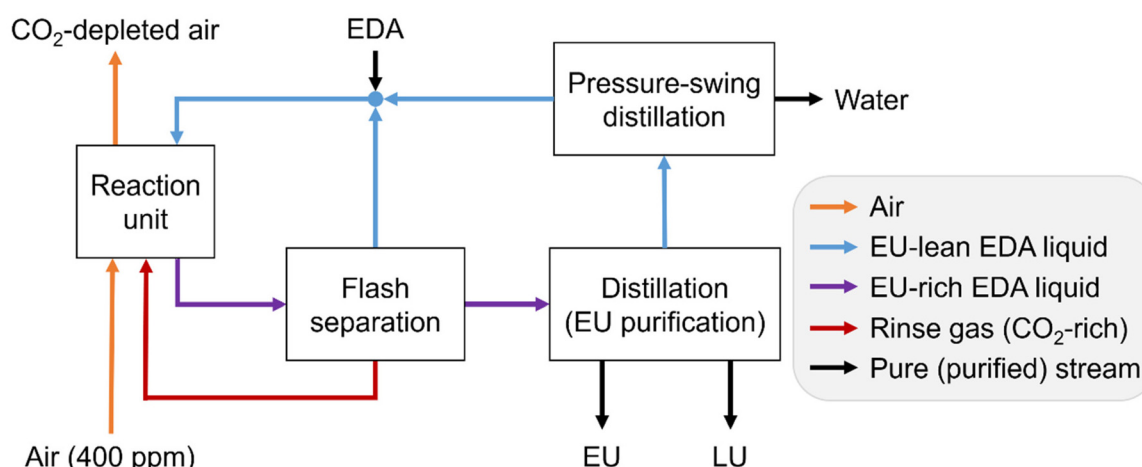 CO₂-depleted air
EDA
Pressure-swing
distillation
Water
Reaction
unit
Flash
separation
Distillation
(EU purification)
Air
EU-lean EDA liquid
EU-rich EDA liquid
Rinse gas (CO₂-rich)
Pure (purified) stream
Air (400 ppm)
EU
LU